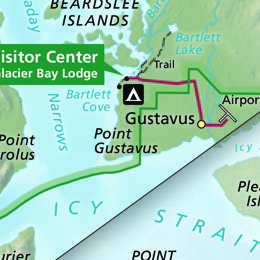 BEARDSLEE
ISLANDS
Bartlett
Lake
Trail
isitor Center
lacier Bay Lodge
Bartlett
Cove
Narrows
Airpor
Gustavus
Point
Gustavus
Point
rolus
ICY
STRAIT
Icy
Ple
Isl
POINT
urier